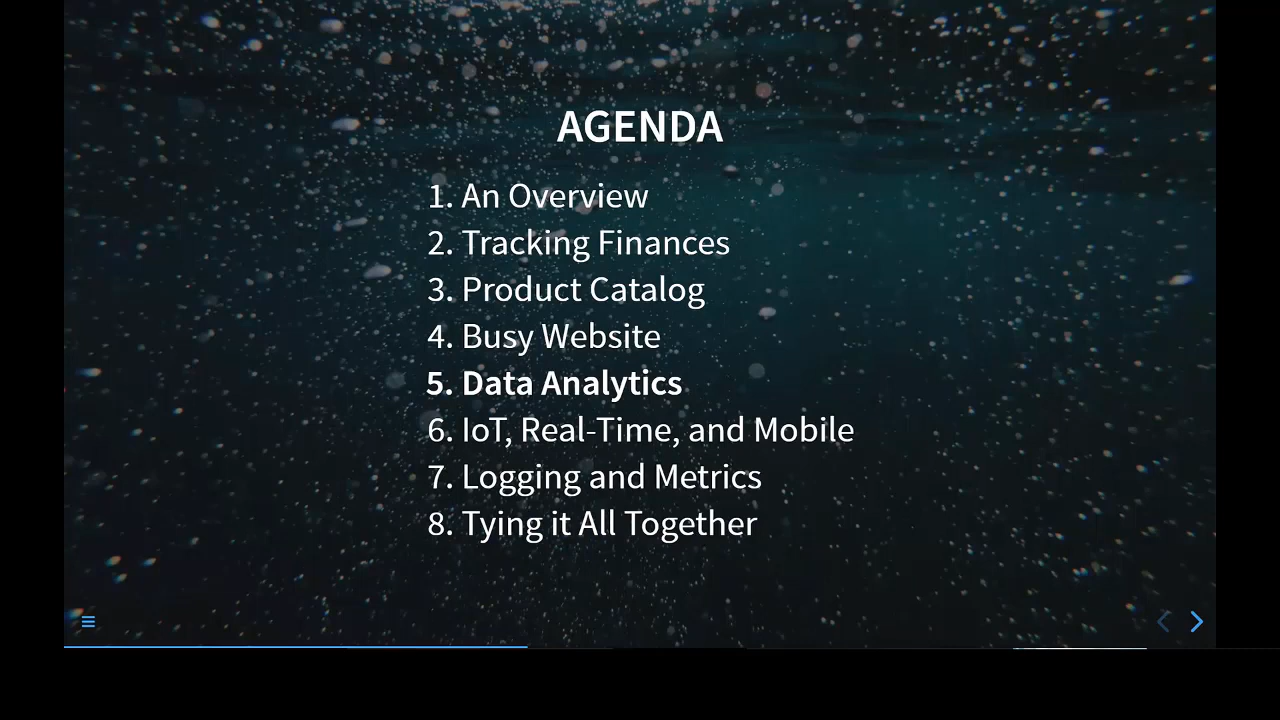 AGENDA
1. An Overview
2. Tracking Finances
3. Product Catalog
4. Busy Website
5. Data Analytics
6. IoT, Real-Time, and Mobile
7. Logging and Metrics
8. Tying it All Together